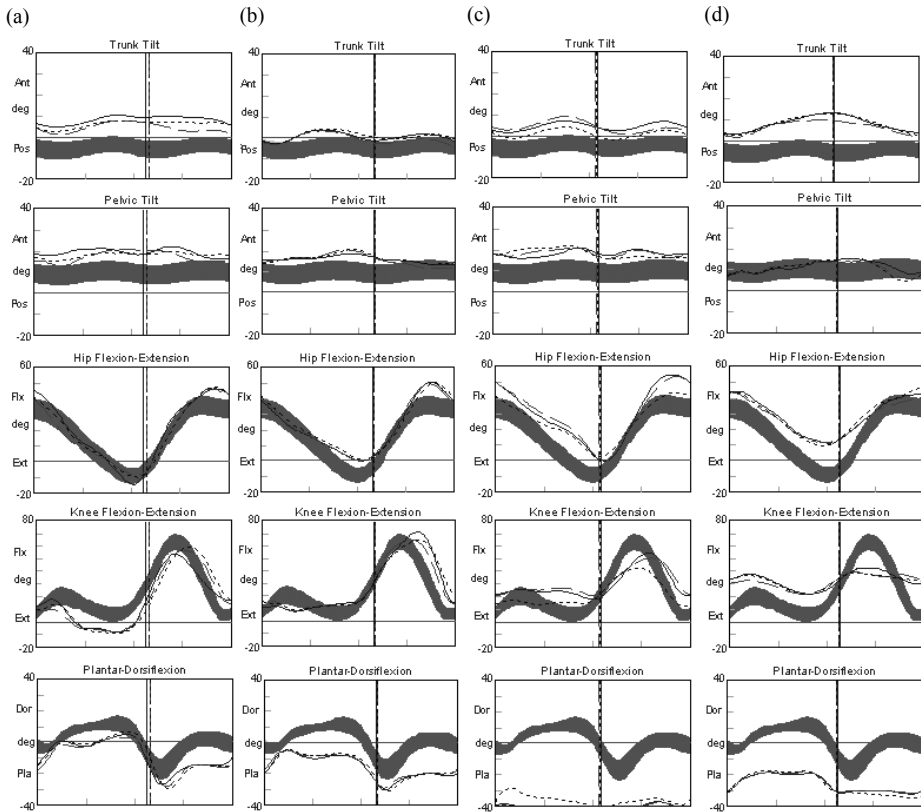 (a) (b) (c) (d)
Trunk Tilt Trunk Tilt Trunk Tilt Trunk Tilt
40 40 40 40
Ant Ant Ant Ant
deg deg deg deg
Pos Pos Pos Pos
-20 -20 -20 -20
Pelvic Tilt Pelvic Tilt Pelvic Tilt Pelvic Tilt
40 40 40 40
Ant Ant Ant Ant
deg deg deg deg
Pos Pos Pos Pos
-20 -20 -20 -20
Hip Flexion-Extension Hip Flexion-Extension Hip Flexion-Extension Hip Flexion-Extension
60 60 60 60
Flx Flx Flx Flx
deg deg deg deg
Ext Ext Ext Ext
-20 -20 -20 -20
Knee Flexion-Extension Knee Flexion-Extension Knee Flexion-Extension Knee Flexion-Extension
80 80 80 80
Flx Flx Flx Flx
deg deg deg deg
Ext Ext Ext Ext
-20 -20 -20 -20
Plantar-Dorsiflexion Plantar-Dorsiflexion Plantar-Dorsiflexion Plantar-Dorsiflexion
40 40 40 40
Dor Dor Dor Dor
deg deg deg deg
Pla Pla Pla Pla
-40 -40 -40 -40